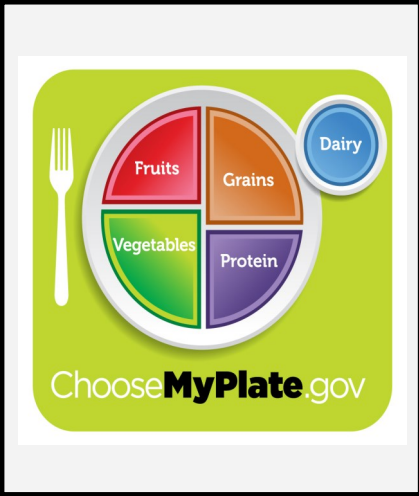 Dairy
Fruits
Grains
Vegetables
Protein
ChooseMyPlate.gov